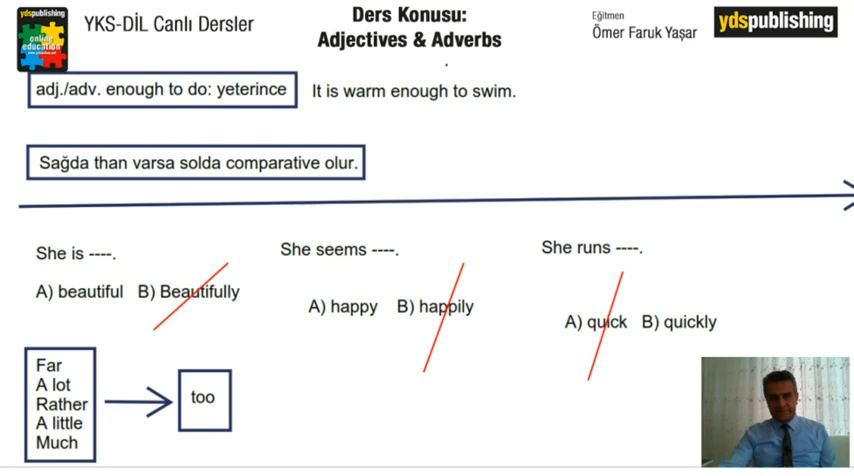 ydspublishing
online
education
YKS-DİL Canlı Dersler
Ders Konusu:
Adjectives & Adverbs
Eğitmen
Ömer Faruk Yaşar
ydspublishing
adj./adv. enough to do: yeterince
It is warm enough to swim.
Sağda than varsa solda comparative olur.
She is ----.
A) beautiful B) Beautifully
She seems ----.
A) happy B) happily
She runs ----.
A) quick B) quickly
Far
A lot
Rather
A little
Much
too